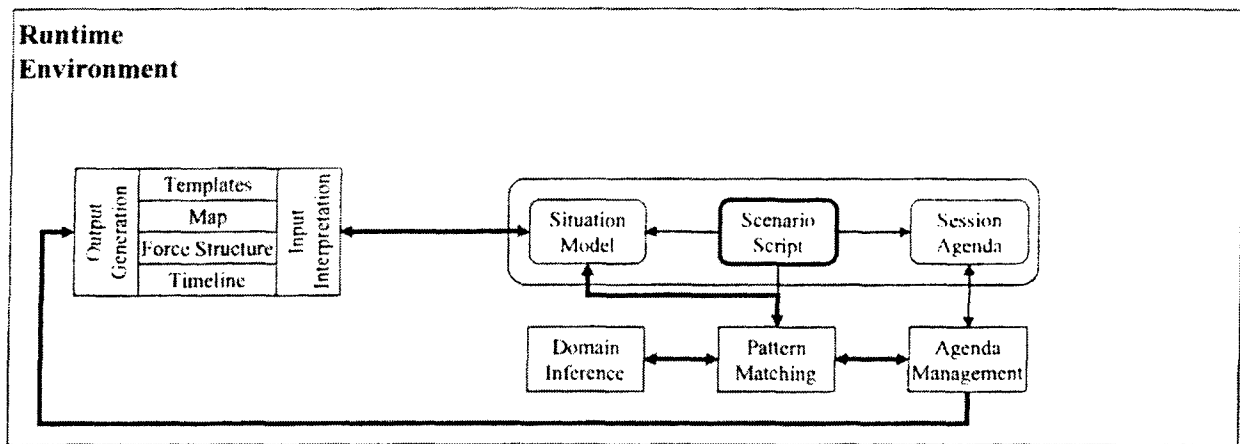 Runtime
Environment
Output
Generation
Templates
Map
Force Structure
Timeline
Input
Interpretation
Situation
Model
Scenario
Script
Session
Agenda
Domain
Inference
Pattern
Matching
Agenda
Management